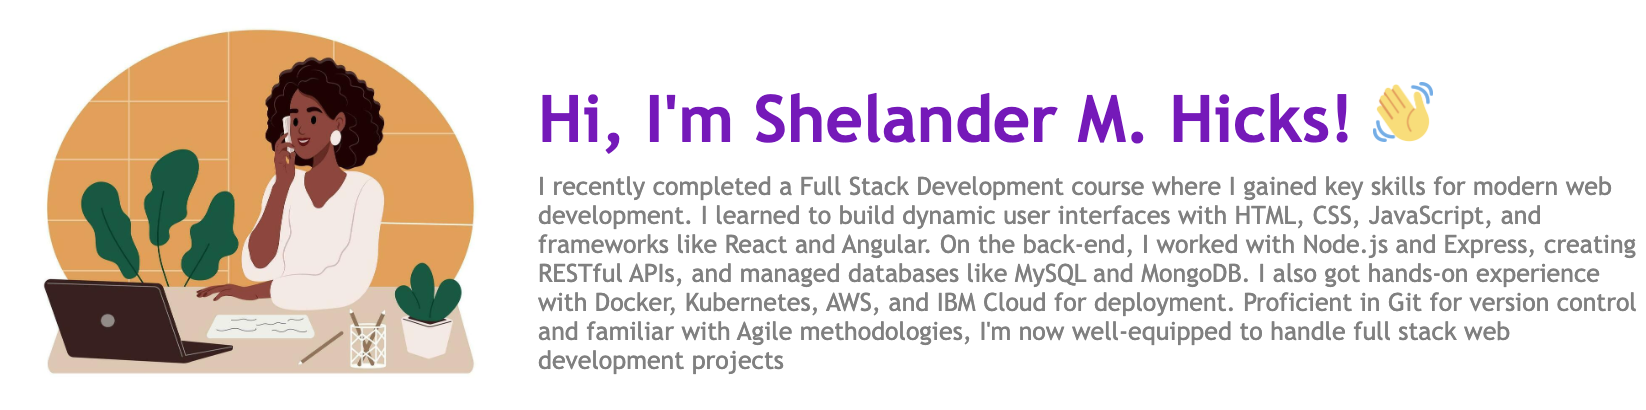 Hi, I'm Shelander M. Hicks! 👋
I recently completed a Full Stack Development course where I gained key skills for modern web
development. I learned to build dynamic user interfaces with HTML, CSS, JavaScript, and
frameworks like React and Angular. On the back-end, I worked with Node.js and Express, creating
RESTful APIs, and managed databases like MySQL and MongoDB. I also got hands-on experience
with Docker, Kubernetes, AWS, and IBM Cloud for deployment. Proficient in Git for version control
and familiar with Agile methodologies, I'm now well-equipped to handle full stack web
development projects